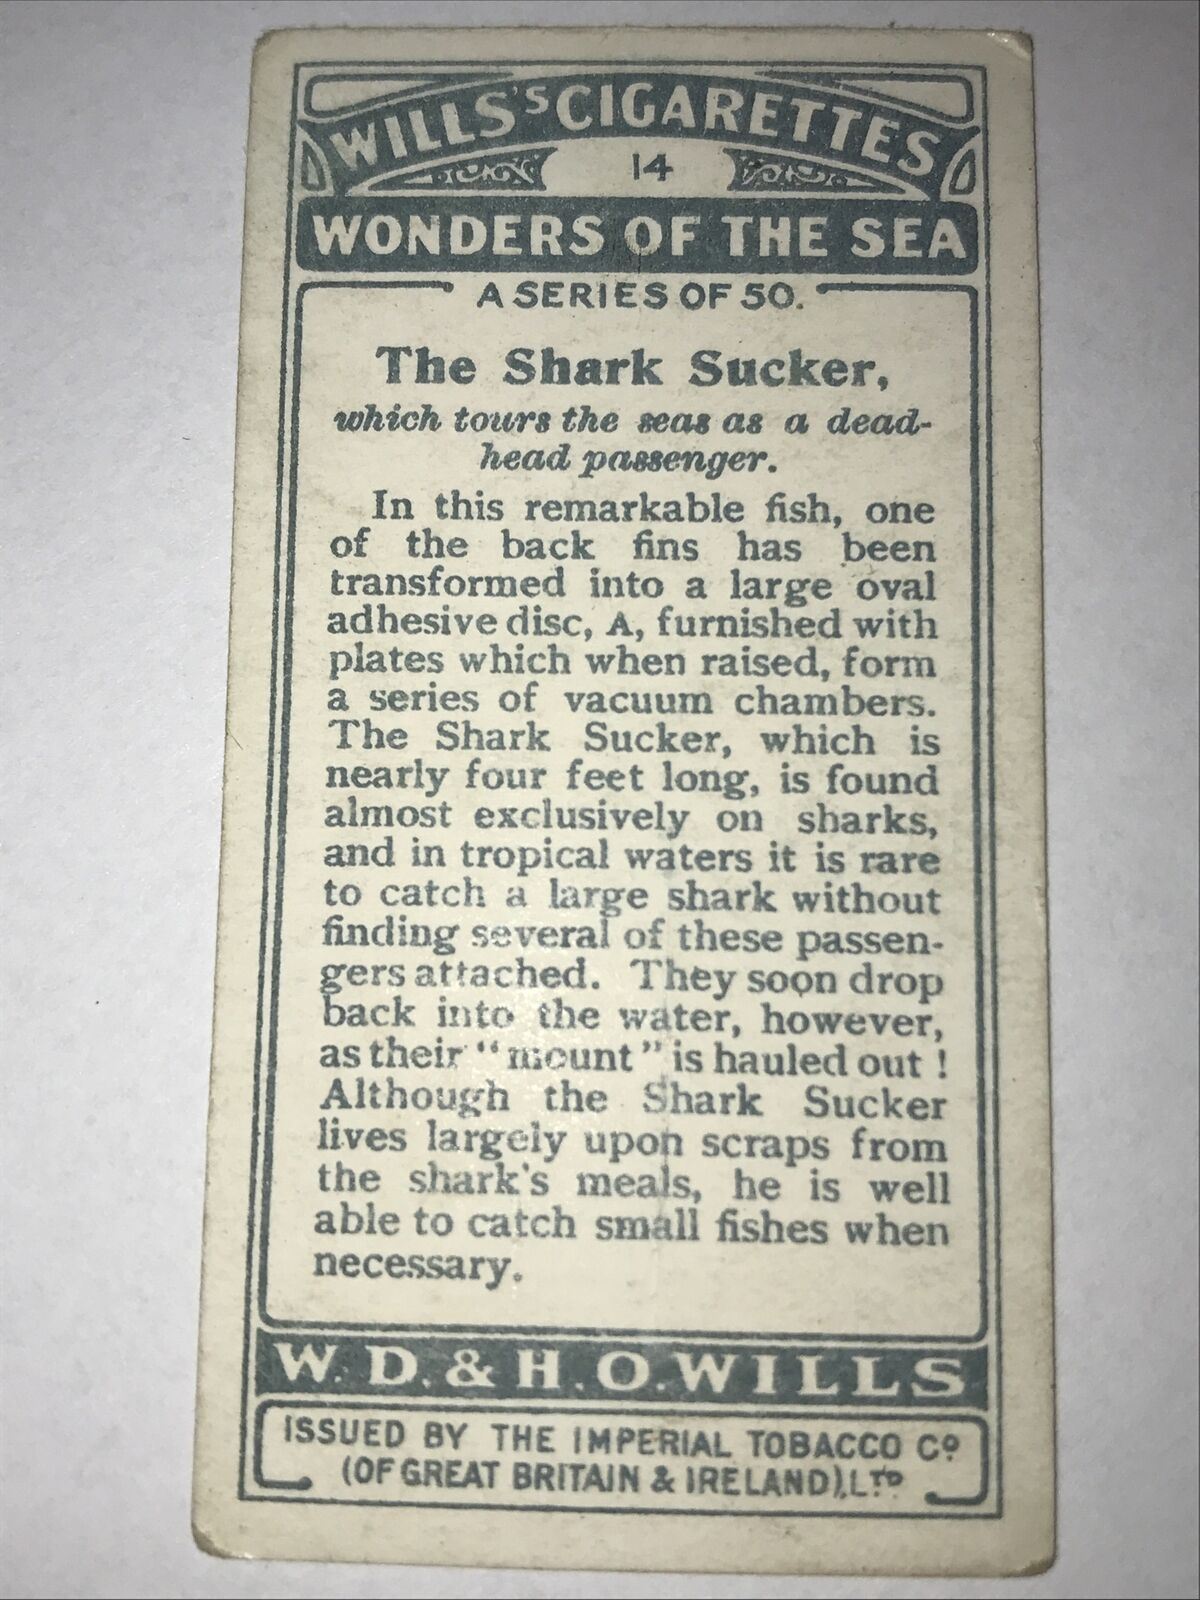 WILLS'S CIGARETTES
14
WONDERS OF THE SEA
A SERIES OF 50.
The Shark Sucker,
which tours the seas as a dead-
head passenger.
In this remarkable fish, one
of the back fins has been
transformed into a large oval
adhesive disc, A, furnished with
plates which when raised, form
a series of vacuum chambers.
The Shark Sucker, which is
nearly four feet long, is found
almost exclusively on sharks,
and in tropical waters it is rare
to catch a large shark without
finding several of these passen-
gers attached. They soon drop
back into the water, however,
as their "mount" is hauled out !
Although the Shark Sucker
lives largely upon scraps from
the shark's meals, he is well
able to catch small fishes when
necessary.
W. D. & H. O. WILLS
ISSUED BY THE IMPERIAL TOBACCO Co
(OF GREAT BRITAIN & IRELAND), LTD